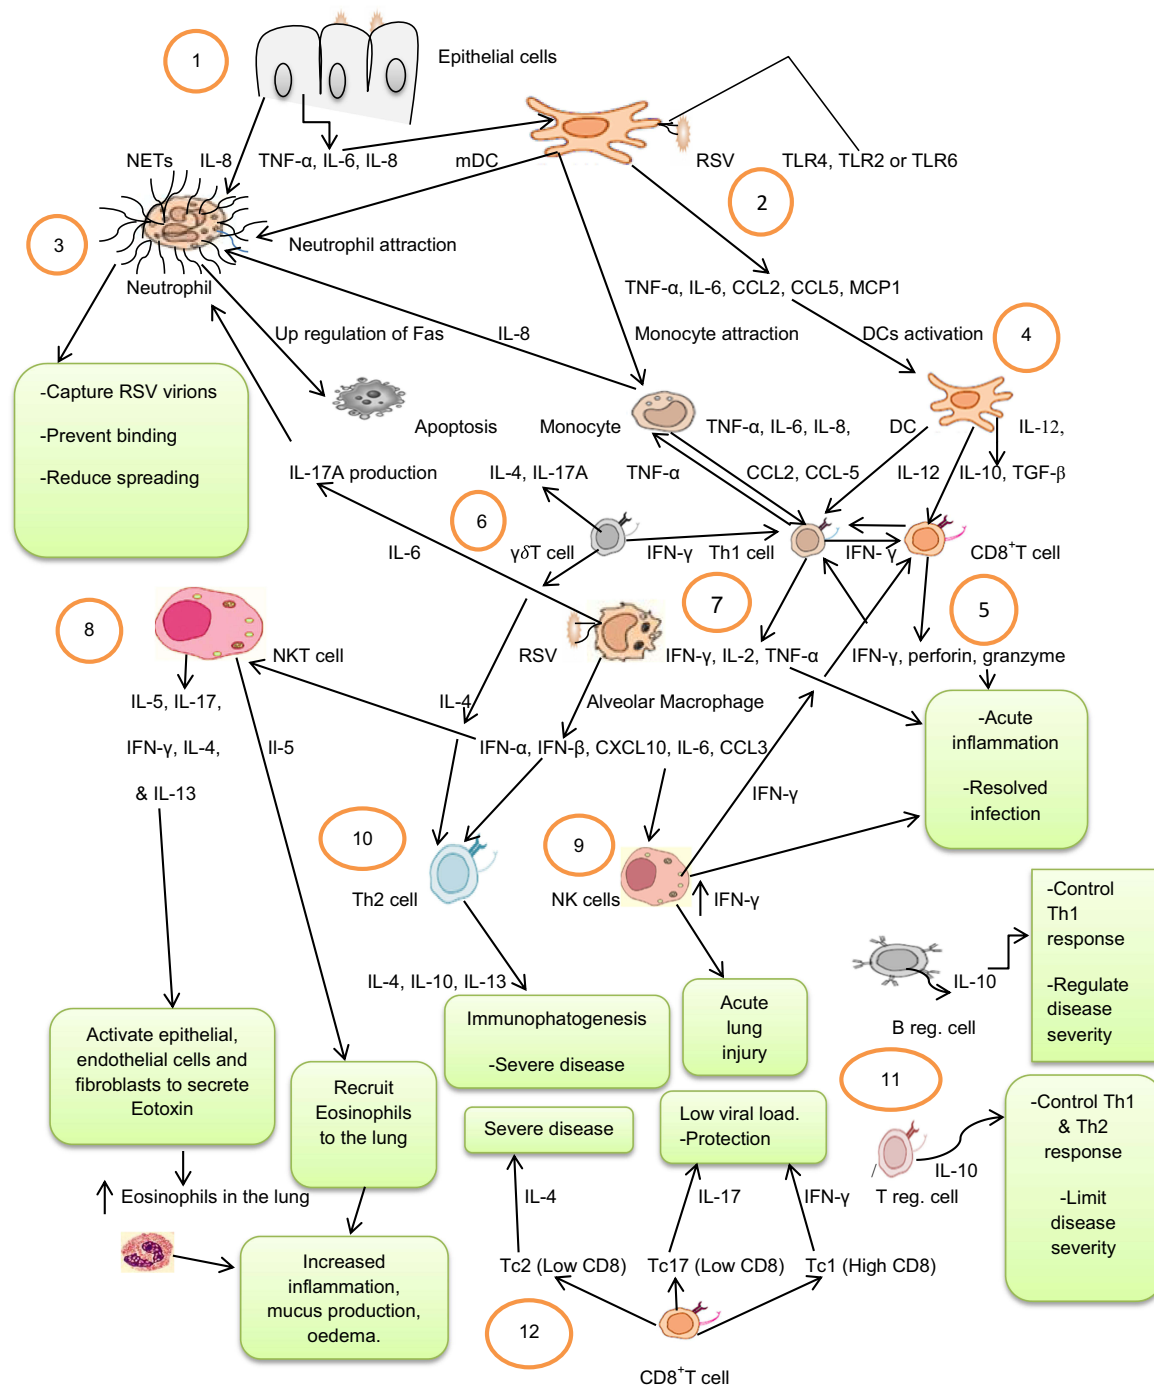 1
Epithelial cells
NETs
IL-8
TNF-α, IL-6, IL-8
mDC
RSV
TLR4, TLR2 or TLR6
2
3
Neutrophil attraction
Neutrophil
TNF-α, IL-6, CCL2, CCL5, MCP1
Up regulation of Fas
IL-8
Monocyte attraction
DCs activation
4
-Capture RSV virions
-Prevent binding
-Reduce spreading
Apoptosis
Monocyte
TNF-α, IL-6, IL-8,
DC
IL-12,
IL-17A production
IL-4, IL-17A
TNF-α
CCL2, CCL-5
IL-12
IL-10, TGF-β
6
IL-6
γδT cell
IFN-γ
Th1 cell
IFN- γ
CD8⁺T cell
8
7
5
NKT cell
RSV
IFN-γ, IL-2, TNF-α
IFN-γ, perforin, granzyme
IL-5, IL-17,
IL-4
Alveolar Macrophage
IFN-γ, IL-4,
Il-5
IFN-α, IFN-β, CXCL10, IL-6, CCL3
-Acute
inflammation
-Resolved
infection
& IL-13
IFN-γ
10
9
Th2 cell
NK cells
IFN-γ
-Control
Th1
response
-Regulate
disease
severity
IL-4, IL-10, IL-13
IL-10
B reg. cell
Immunophatogenesis
-Severe disease
Acute
lung
injury
Activate epithelial,
endothelial cells and
fibroblasts to secrete
Eotoxin
Recruit
Eosinophils
to the lung
11
Severe disease
Low viral load.
-Protection
-Control Th1
& Th2
response
-Limit
disease
severity
IL-10
/
T reg. cell
Eosinophils in the lung
IL-4
IL-17
IFN-γ
Increased
inflammation,
mucus production,
oedema.
Tc2 (Low CD8)
Tc17 (Low CD8)
Tc1 (High CD8)
12
CD8⁺T cell